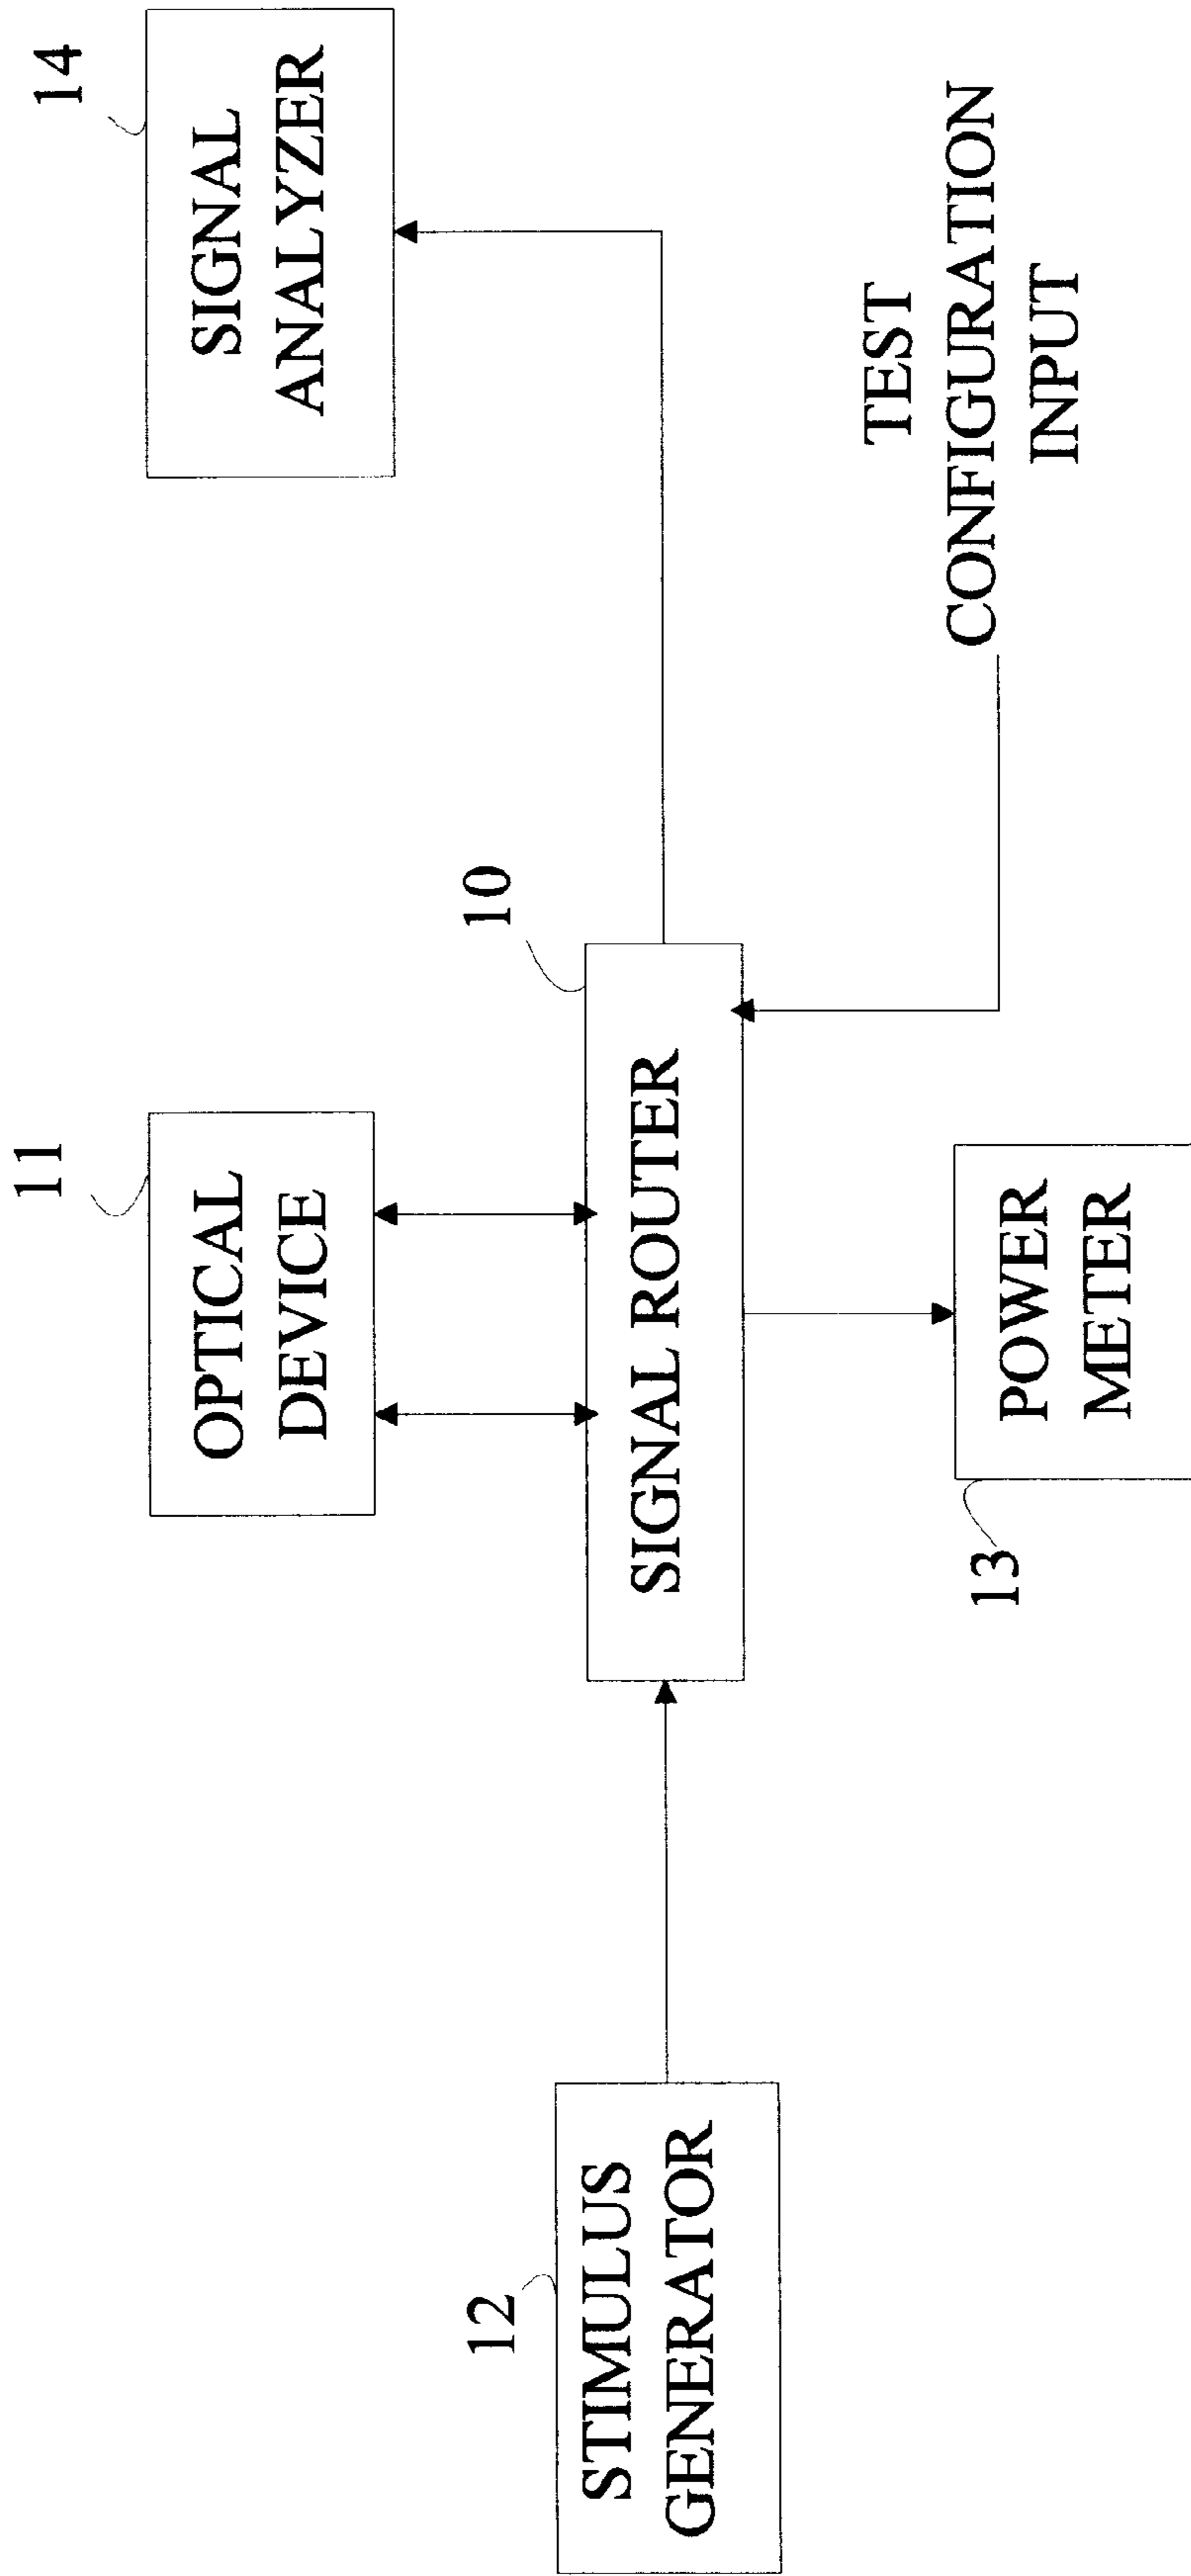 11
OPTICAL
DEVICE
14
SIGNAL
ANALYZER
12
STIMULUS
GENERATOR
10
SIGNAL ROUTER
13
POWER
METER
TEST
CONFIGURATION
INPUT